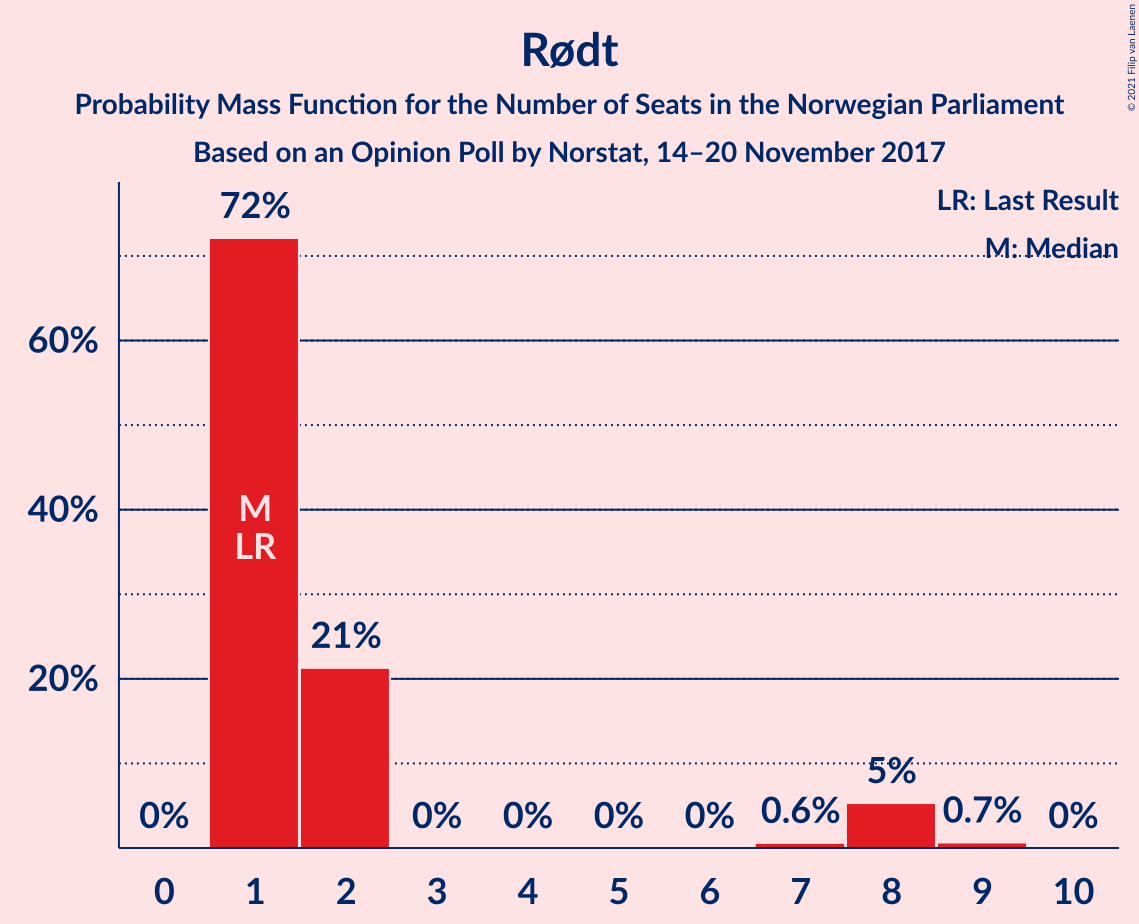 Rødt
Probability Mass Function for the Number of Seats in the Norwegian Parliament
Based on an Opinion Poll by Norstat, 14–20 November 2017
© 2021 Filip van Laenen
LR: Last Result
M: Median
72%
60%
40%
20%
M
LR
21%
0%
0%
0%
0%
0%
0.6%
5%
0.7%
0%
0 1 2 3 4 5 6 7 8 9 10